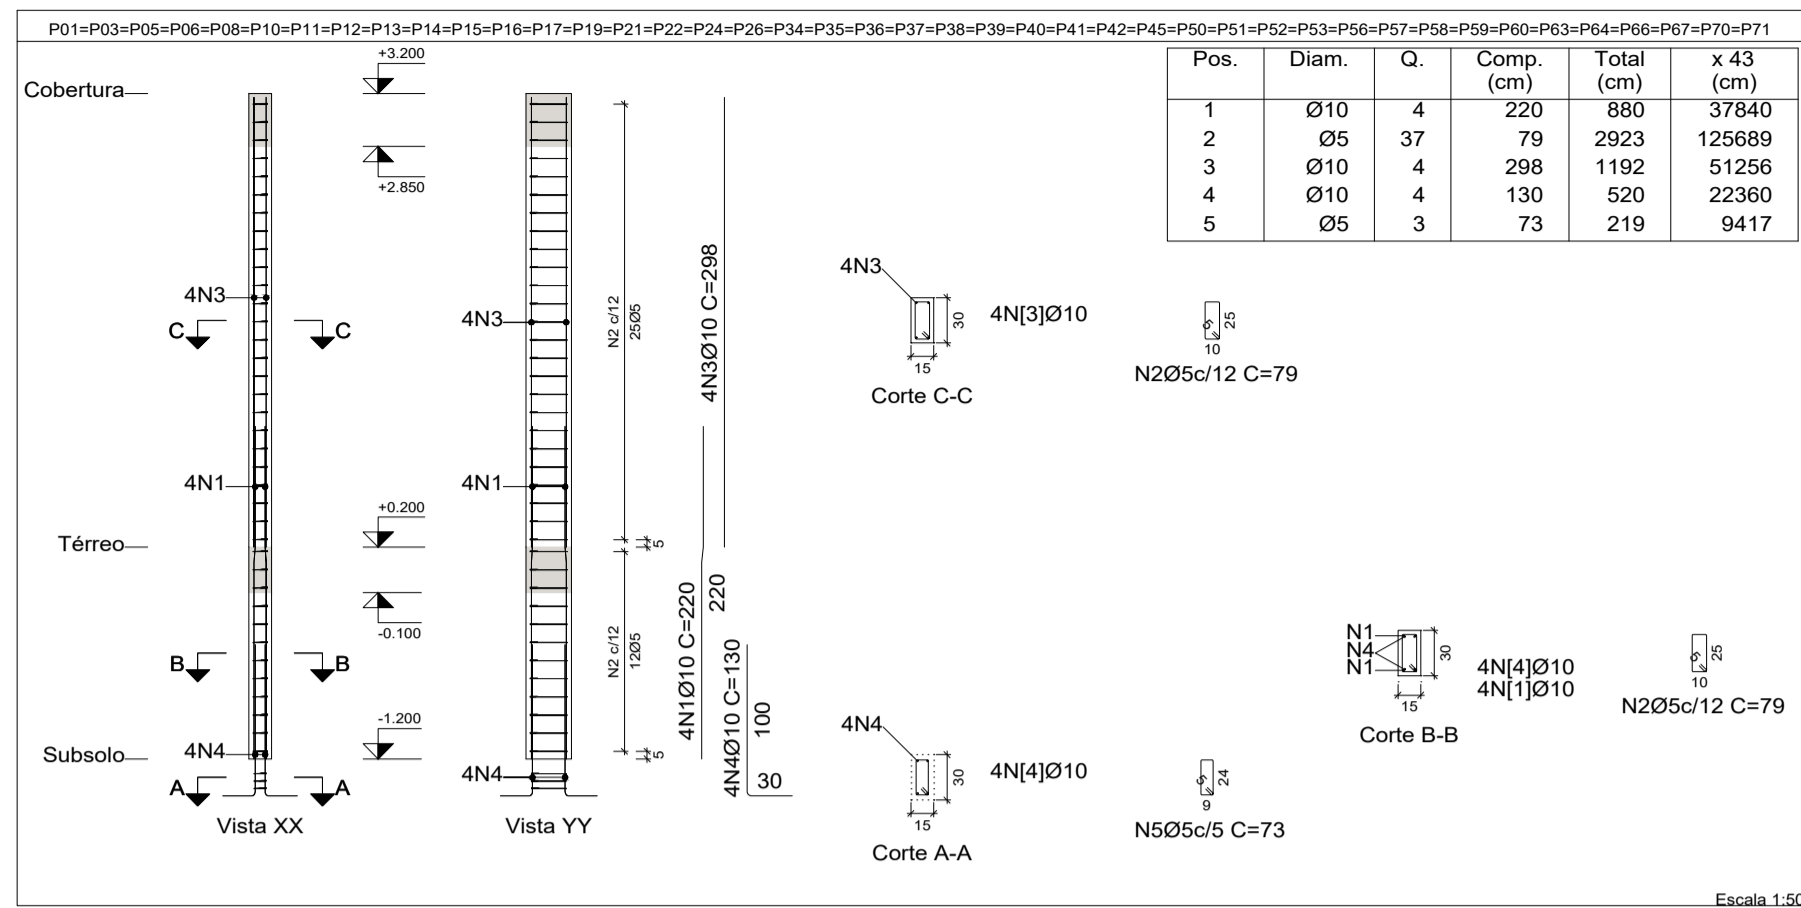 P01=P03=P05=P06=P08=P10=P11=P12=P13=P14=P15=P16=P17=P19=P21=P22=P24=P26=P34=P35=P36=P37=P38=P39=P40=P41=P42=P45=P50=P51=P52=P53=P56=P57=P58=P59=P60=P63=P64=P66=P67=P70=P71
Pos. Diam. Q. Comp. (cm) Total (cm) x 43 (cm)
1 Ø10 4 220 880 37840
2 Ø5 37 79 2923 125689
3 Ø10 4 298 1192 51256
4 Ø10 4 130 520 22360
5 Ø5 3 73 219 9417
Cobertura
+3.200
+2.850
4N3
C C
4N1
Térreo
+0.200
-0.100
B B
-1.200
Subsolo
4N4
A A
Vista XX
4N3
4N1
4N4
Vista YY
N2 c/12
25Ø5
5
N2 c/12
12Ø5
5
4N3Ø10 C=298
4N1Ø10 C=220
220
4N4Ø10 C=130
100
30
4N3
30
15
4N[3]Ø10
Corte C-C
5
25
10
N2Ø5c/12 C=79
4N4
30
15
4N[4]Ø10
Corte A-A
5
24
9
N5Ø5c/5 C=73
N1
N4
N1
30
15
4N[4]Ø10
4N[1]Ø10
Corte B-B
5
25
10
N2Ø5c/12 C=79
Escala 1:50